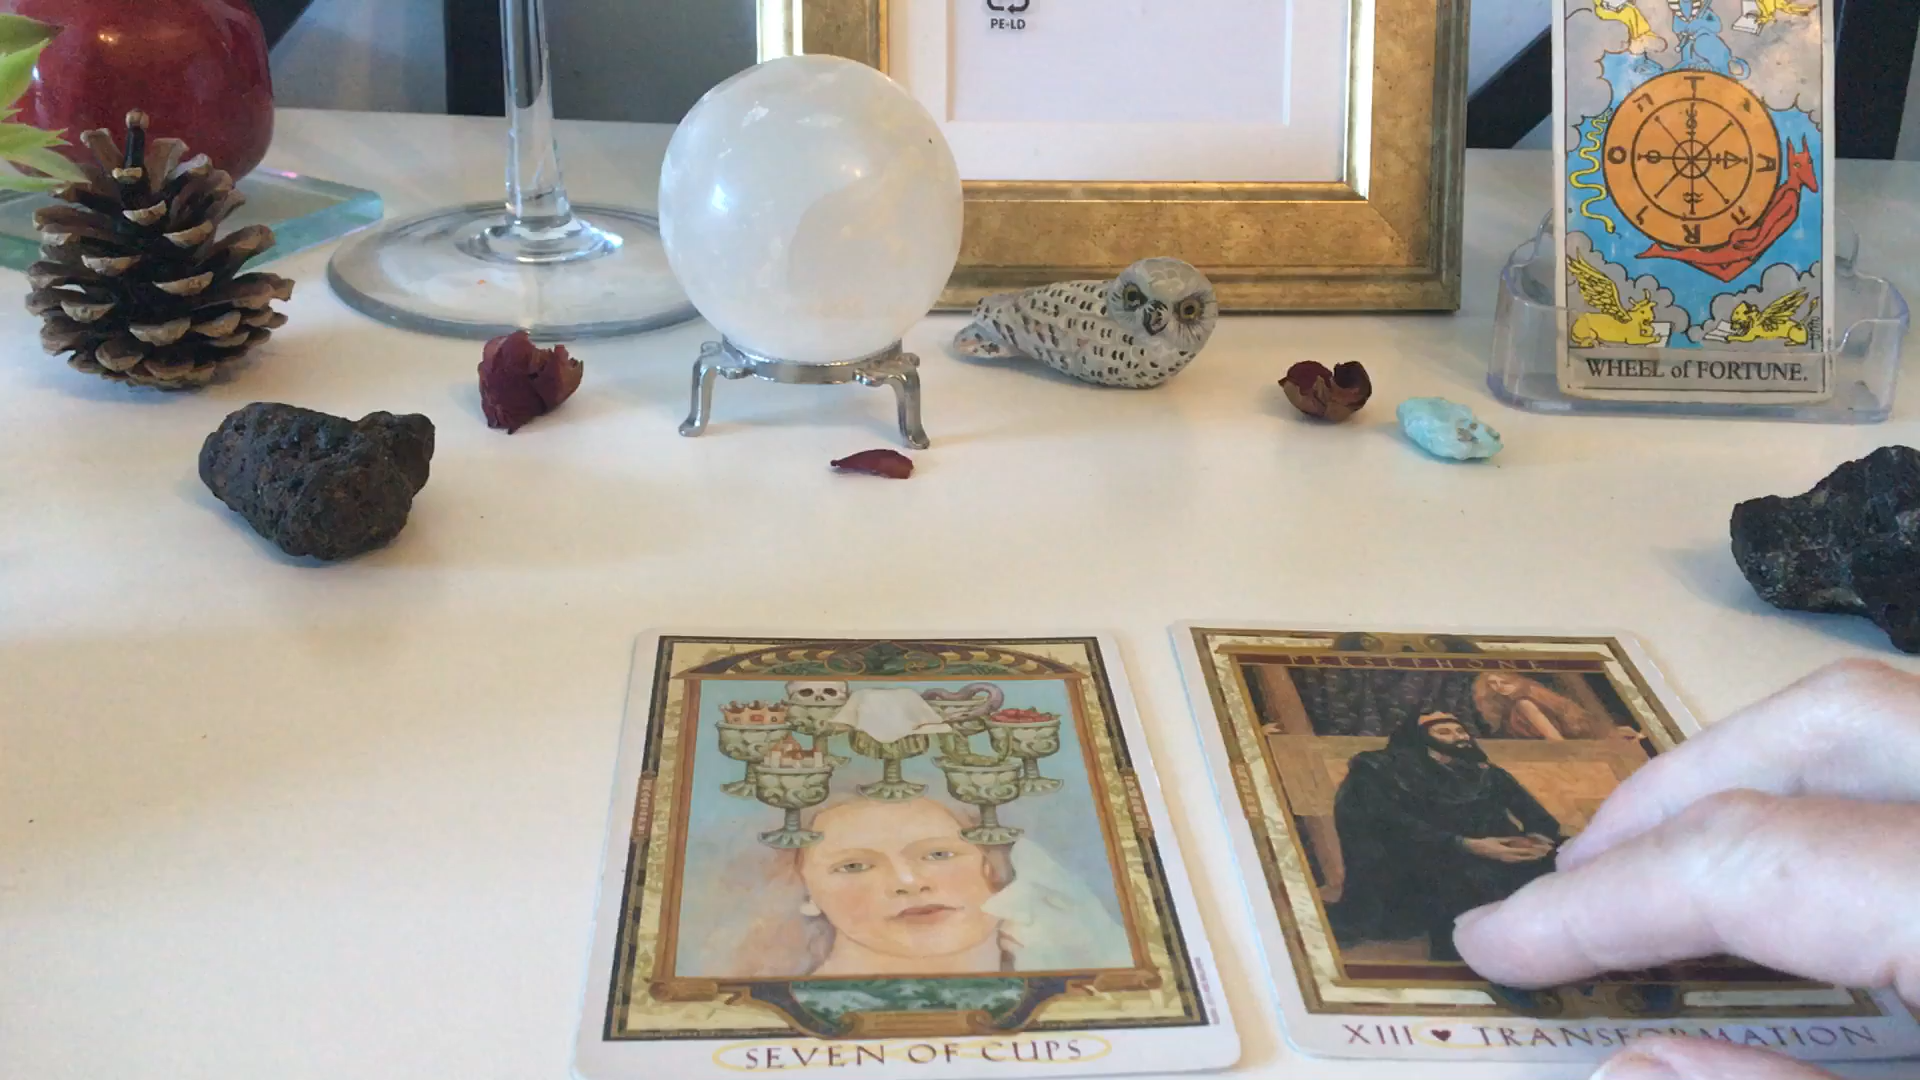 PE-LD
T
A
R
O
WHEEL of FORTUNE.
PERSEPHONE
SEVEN OF CUPS
XIII ♥ TRANSFORMATION